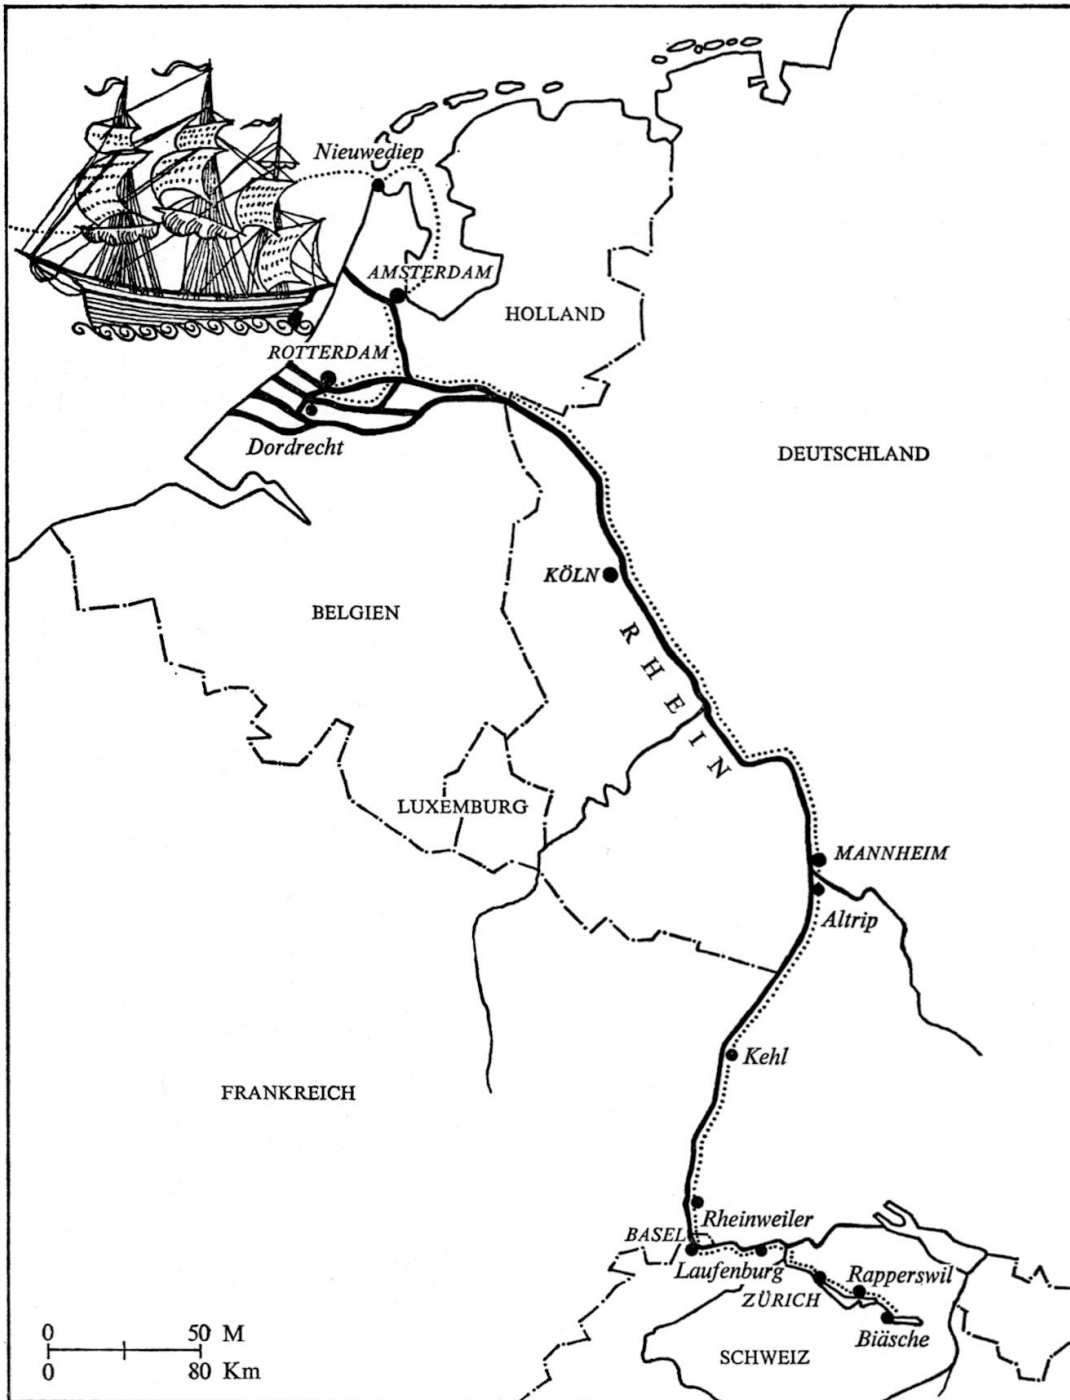 Nieuwediep
AMSTERDAM
HOLLAND
ROTTERDAM
Dordrecht
DEUTSCHLAND
KÖLN
BELGIEN
RHEIN
LUXEMBURG
MANNHEIM
Altrip
Kehl
FRANKREICH
Rheinweiler
BASEL
Laufenburg
Rapperswil
ZÜRICH
Biäsche
SCHWEIZ
0 50 M
0 80 Km